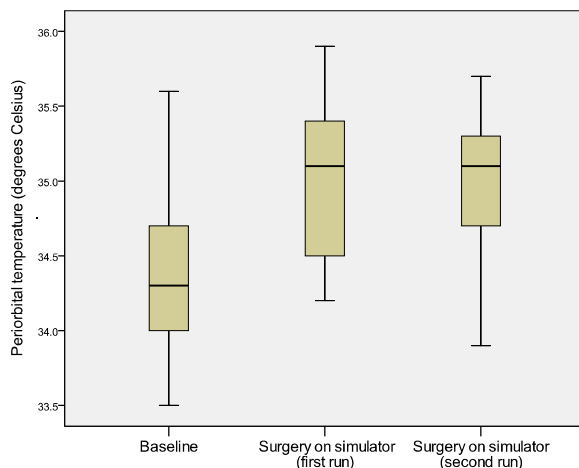 Periorbital temperature (degrees Celsius)
36.0
35.5
35.0
34.5
34.0
33.5
Baseline
Surgery on simulator
(first run)
Surgery on simulator
(second run)